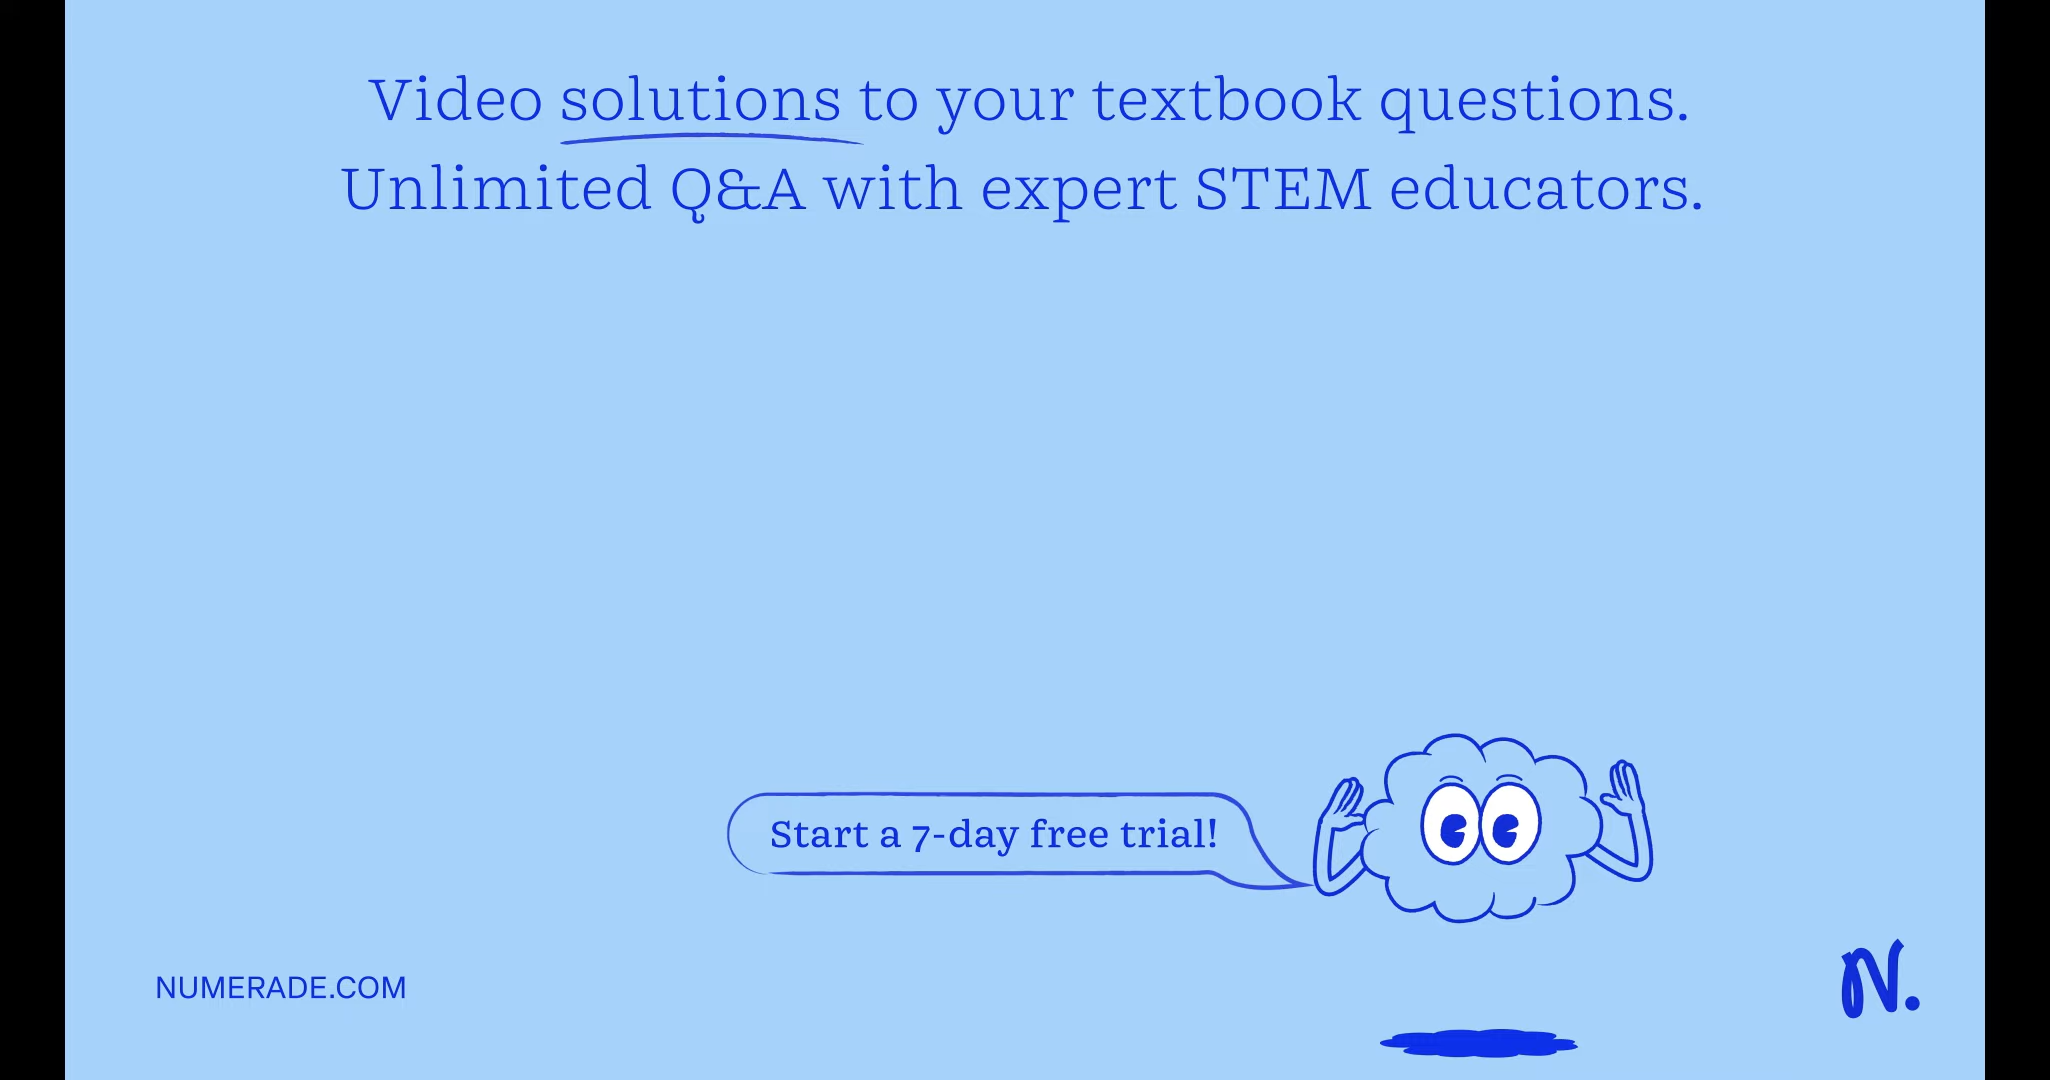 Video solutions to your textbook questions.
Unlimited Q&A with expert STEM educators.
Start a 7-day free trial!
NUMERADE.COM
N.